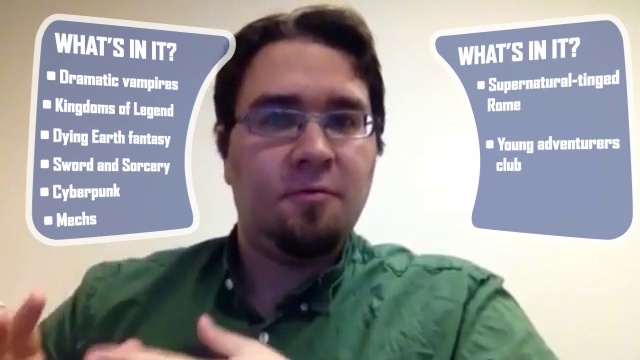 WHAT'S IN IT?
Dramatic vampires
Kingdoms of Legend
Dying Earth fantasy
Sword and Sorcery
Cyberpunk
Mechs
WHAT'S IN IT?
Supernatural-tinged
Rome
Young adventurers
club